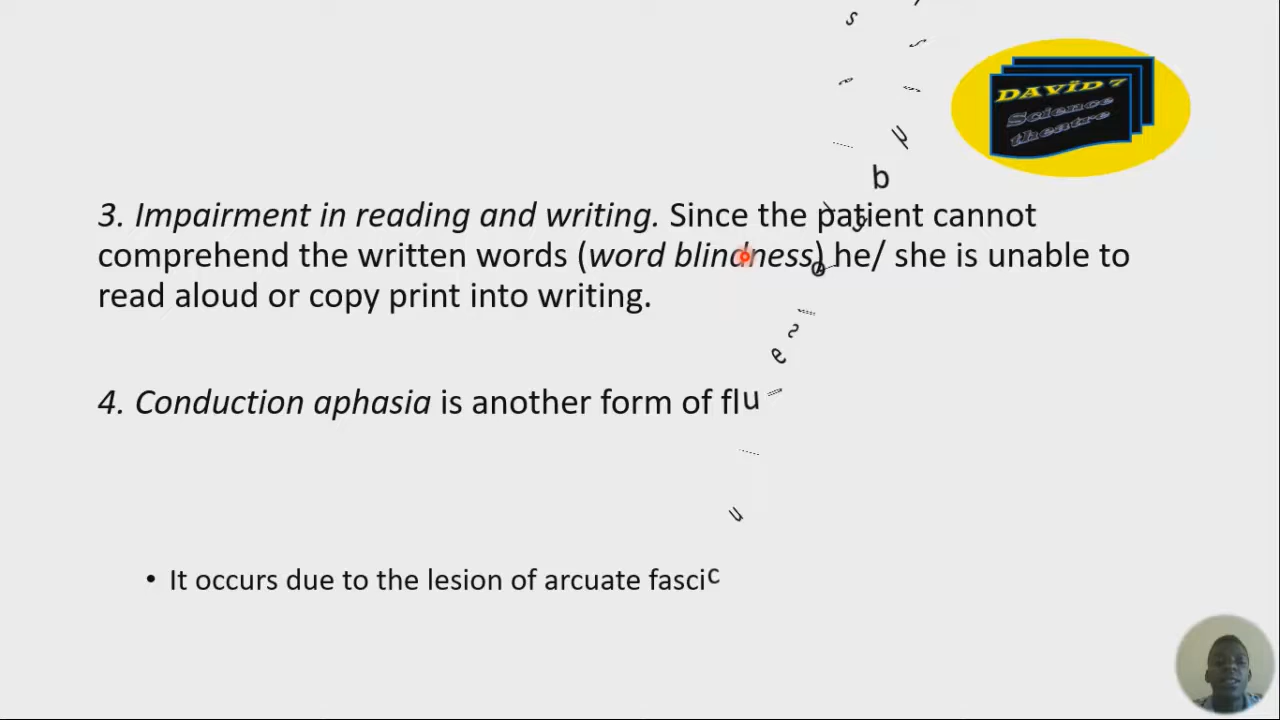 DAVÏD 7
Science
theatre
3. Impairment in reading and writing. Since the patient cannot
comprehend the written words (word blindness) he/ she is unable to
read aloud or copy print into writing.
4. Conduction aphasia is another form of flu
• It occurs due to the lesion of arcuate fascic